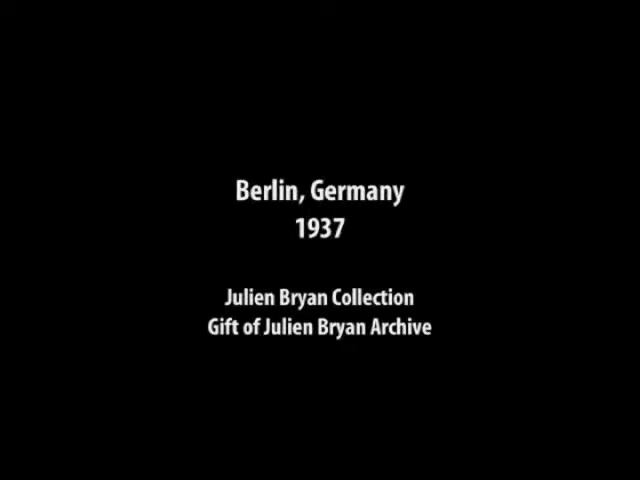 Berlin, Germany
1937
Julien Bryan Collection
Gift of Julien Bryan Archive